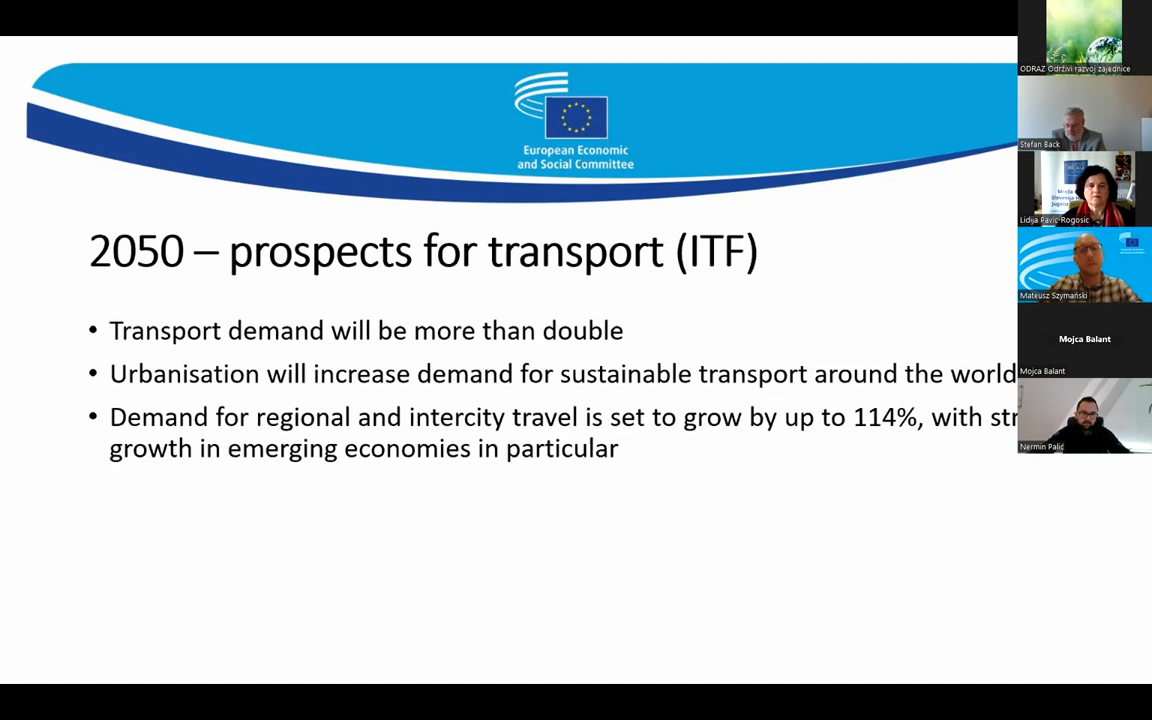 European Economic
and Social Committee
2050 – prospects for transport (ITF)
• Transport demand will be more than double
• Urbanisation will increase demand for sustainable transport around the world
• Demand for regional and intercity travel is set to grow by up to 114%, with str
growth in emerging economies in particular
ODRAZ Održivi razvoj zajednice
Stefan Back
Lidija Pavic-Rogosic
Mateusz Szymański
Mojca Balant
Mojca Balant
Nermin Palić